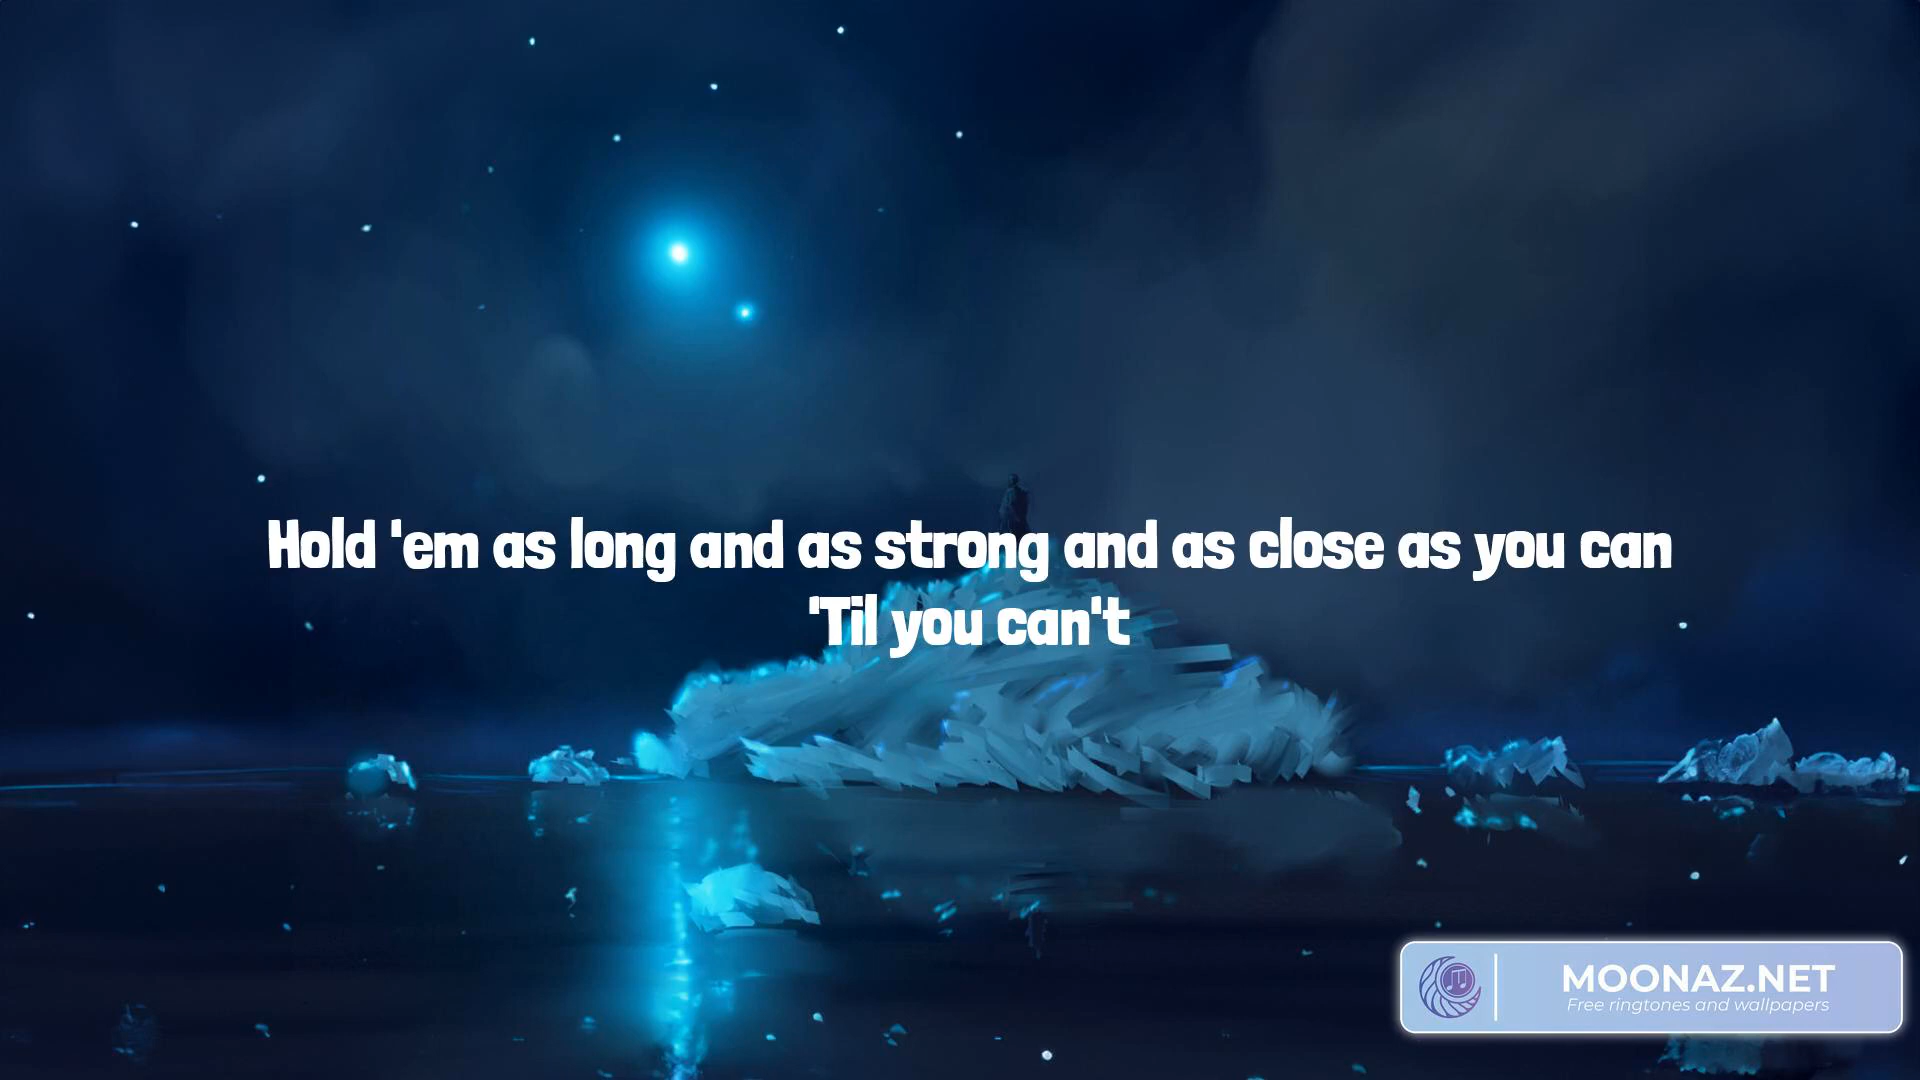 Hold 'em as long and as strong and as close as you can
'Til you can't
MOONAZ.NET
Free ringtones and wallpapers